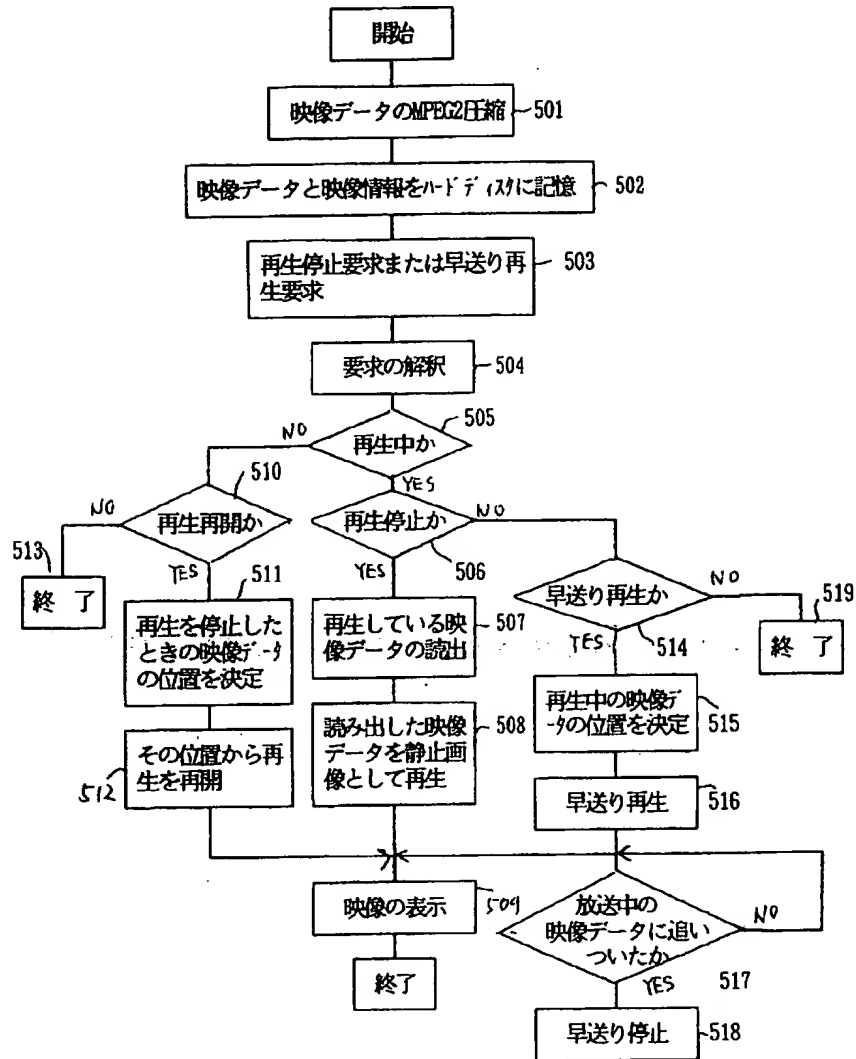 開始
映像データのMPEG2圧縮
501
映像データと映像情報をハードディスクに記憶
502
再生停止要求または早送り再
生要求
503
要求の解釈
504
再生中か
505
NO
YES
再生再開か
510
NO
YES
再生停止か
506
NO
YES
513
終了
早送り再生か
514
NO
YES
519
終了
511
再生を停止した
ときの映像データ
の位置を決定
再生している映
像データの読出
507
再生中の映像デ
ータの位置を決定
515
その位置から再
生を再開
512
読み出した映像
データを静止画
像として再生
508
早送り再生
516
映像の表示
509
放送中の
映像データに追い
ついたか
NO
YES
517
終了
早送り停止
518